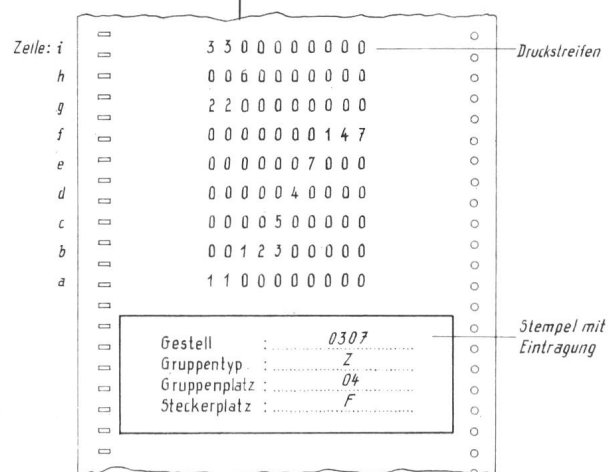 Zeile: i 3 3 0 0 0 0 0 0 0 0 Druckstreifen
h 0 0 6 0 0 0 0 0 0 0
g 2 2 0 0 0 0 0 0 0 0
f 0 0 0 0 0 0 0 1 4 7
e 0 0 0 0 0 0 7 0 0 0
d 0 0 0 0 0 4 0 0 0 0
c 0 0 0 0 5 0 0 0 0 0
b 0 0 1 2 3 0 0 0 0 0
a 1 1 0 0 0 0 0 0 0 0
Gestell : 0307
Gruppentyp : Z
Gruppenplatz : 04
Steckerplatz : F
Stempel mit
Eintragung